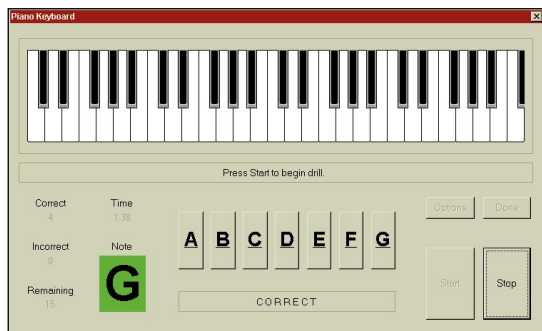 Piano Keyboard
Press Start to begin drill.
Correct
4
Time
1:38
Options
Done
Incorrect
0
Note
G
A B C D E F G
Remaining
15
CORRECT
Start
Stop